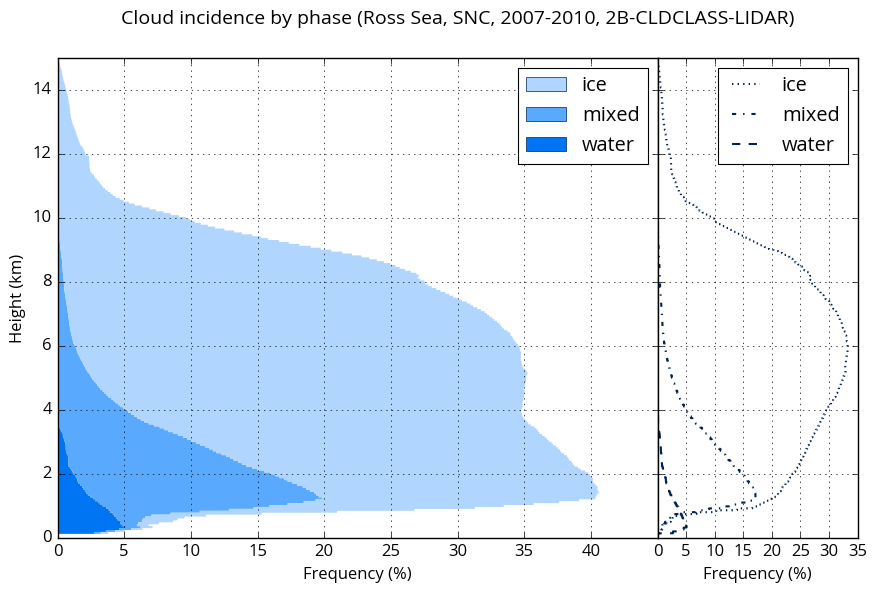 Cloud incidence by phase (Ross Sea, SNC, 2007-2010, 2B-CLDCLASS-LIDAR)
ice
mixed
water
ice
mixed
water
14
12
10
8
6
4
2
0
Height (km)
0 5 10 15 20 25 30 35 40
0 5 10 15 20 25 30 35
Frequency (%)
Frequency (%)